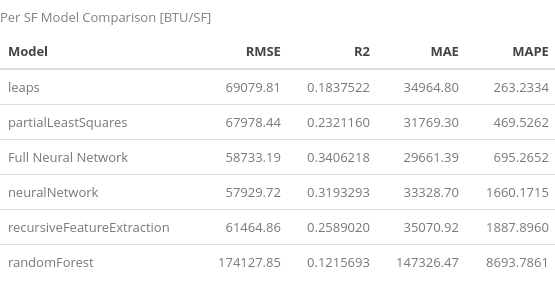 Per SF Model Comparison [BTU/SF]
Model RMSE R2 MAE MAPE
leaps 69079.81 0.1837522 34964.80 263.2334
partialLeastSquares 67978.44 0.2321160 31769.30 469.5262
Full Neural Network 58733.19 0.3406218 29661.39 695.2652
neuralNetwork 57929.72 0.3193293 33328.70 1660.1715
recursiveFeatureExtraction 61464.86 0.2589020 35070.92 1887.8960
randomForest 174127.85 0.1215693 147326.47 8693.7861